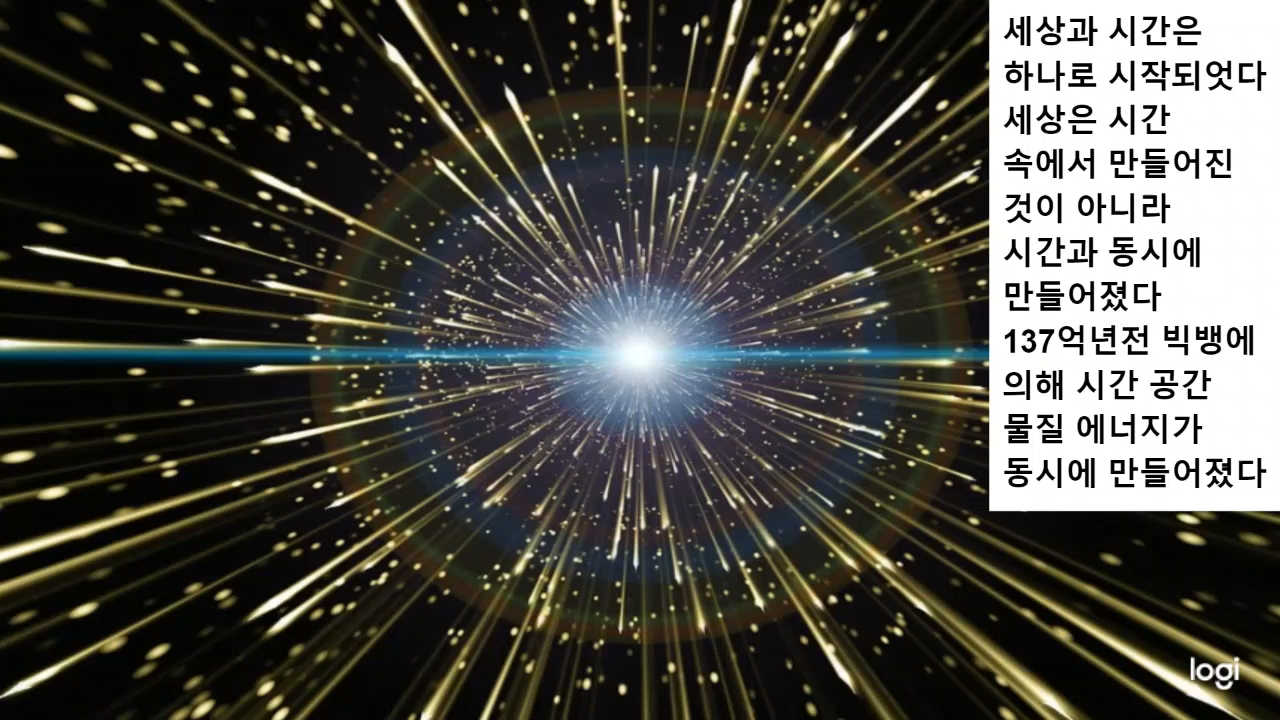 세상과 시간은
하나로 시작되엇다
세상은 시간
속에서 만들어진
것이 아니라
시간과 동시에
만들어졌다
137억년전 빅뱅에
의해 시간 공간
물질 에너지가
동시에 만들어졌다
logi